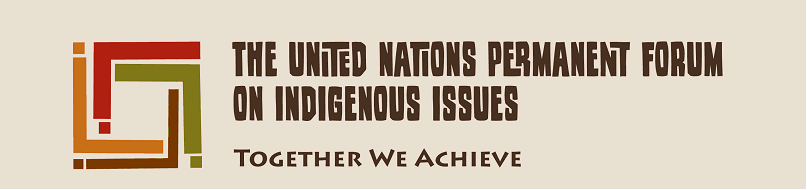 THE UNITED NATIONS PERMANENT FORUM
ON INDIGENOUS ISSUES
TOGETHER WE ACHIEVE